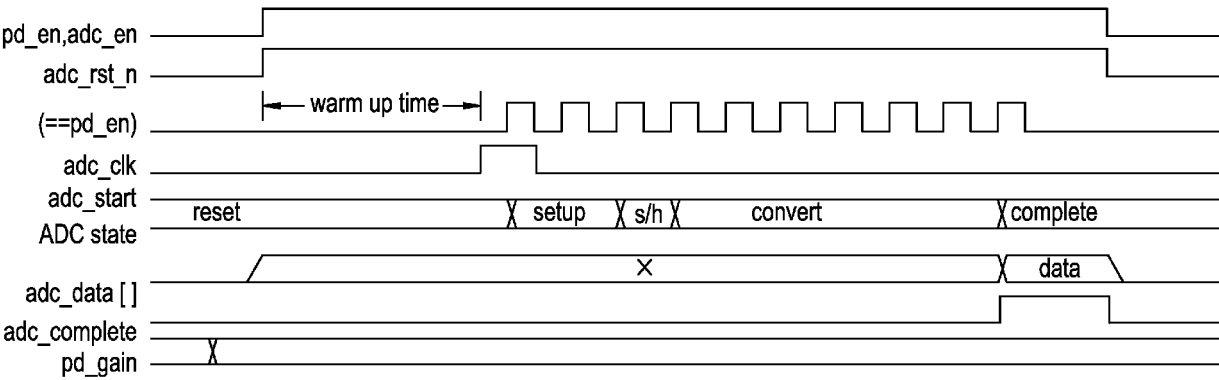 pd_en,adc_en
adc_rst_n
warm up time
(==pd_en)
adc_clk
adc_start
reset setup s/h convert complete
ADC state
X data
adc_data [ ]
adc_complete
pd_gain